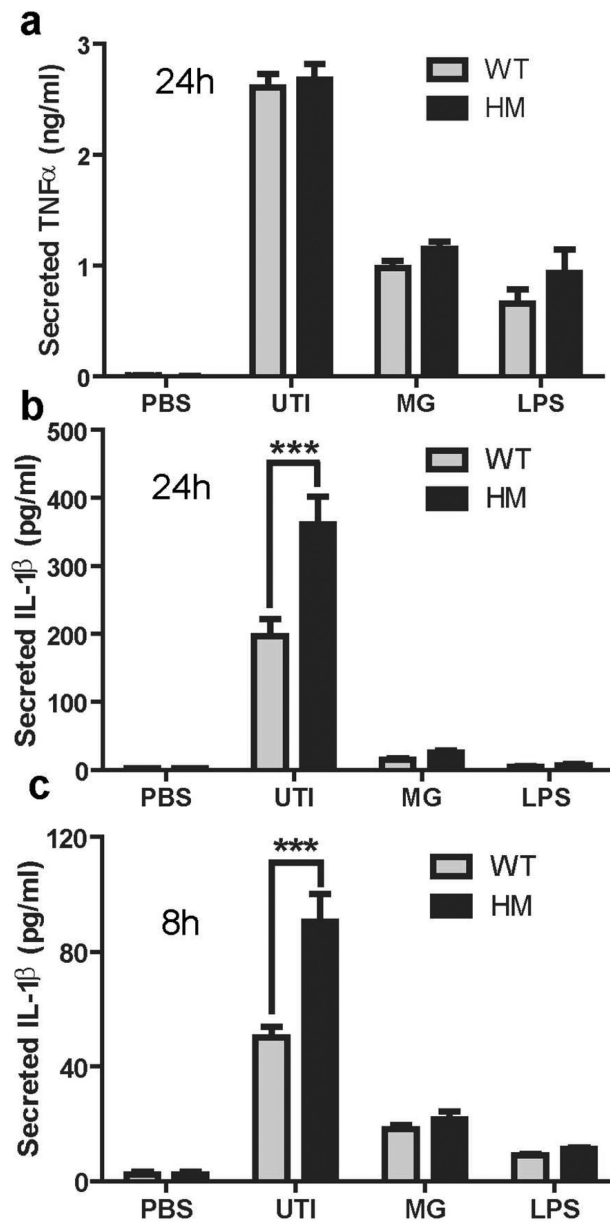 a
3
2
1
0
Secreted TNFα (ng/ml)
24h
WT
HM
PBS UTI MG LPS
b
500
400
300
200
100
0
Secreted IL-1β (pg/ml)
24h
***
WT
HM
PBS UTI MG LPS
c
120
80
40
0
Secreted IL-1β (pg/ml)
8h
***
WT
HM
PBS UTI MG LPS